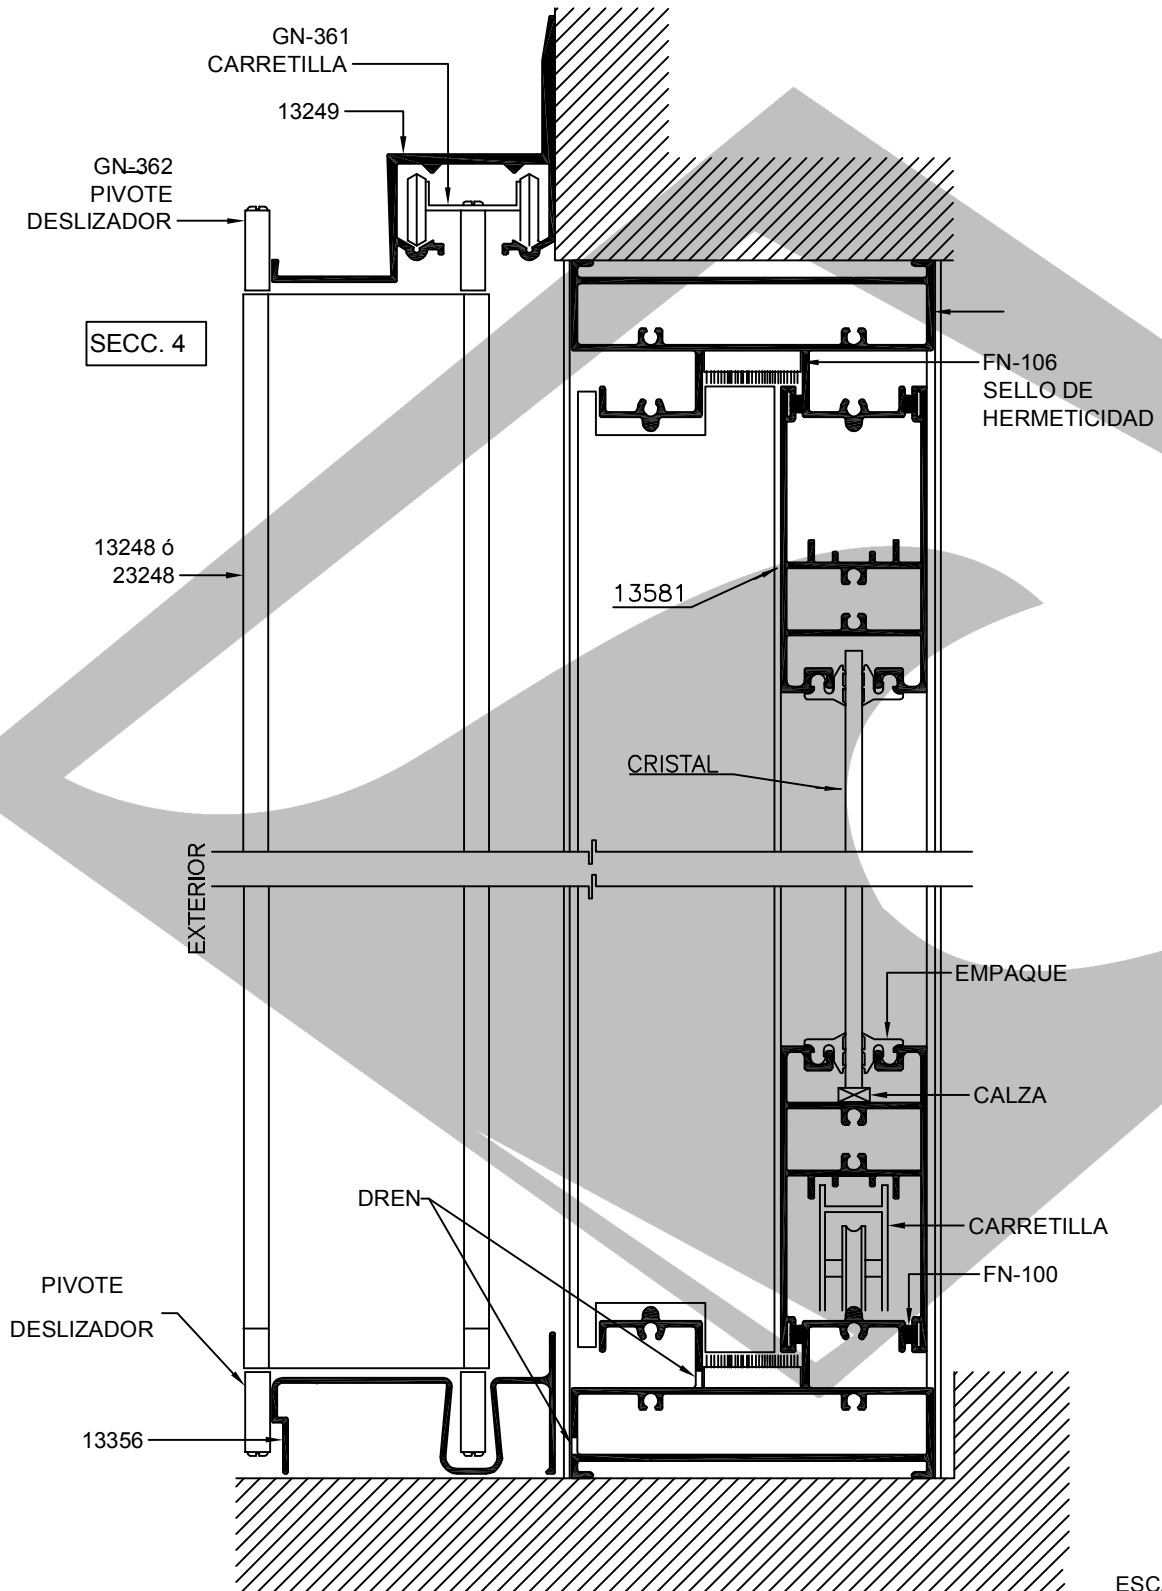 GN-361
CARRETILLA
13249
GN-362
PIVOTE
DESLIZADOR
SECC. 4
FN-106
SELLO DE
HERMETICIDAD
13248 ó
23248
13581
CRISTAL
EXTERIOR
EMPAQUE
CALZA
DREN
CARRETILLA
FN-100
PIVOTE
DESLIZADOR
13356
ESC